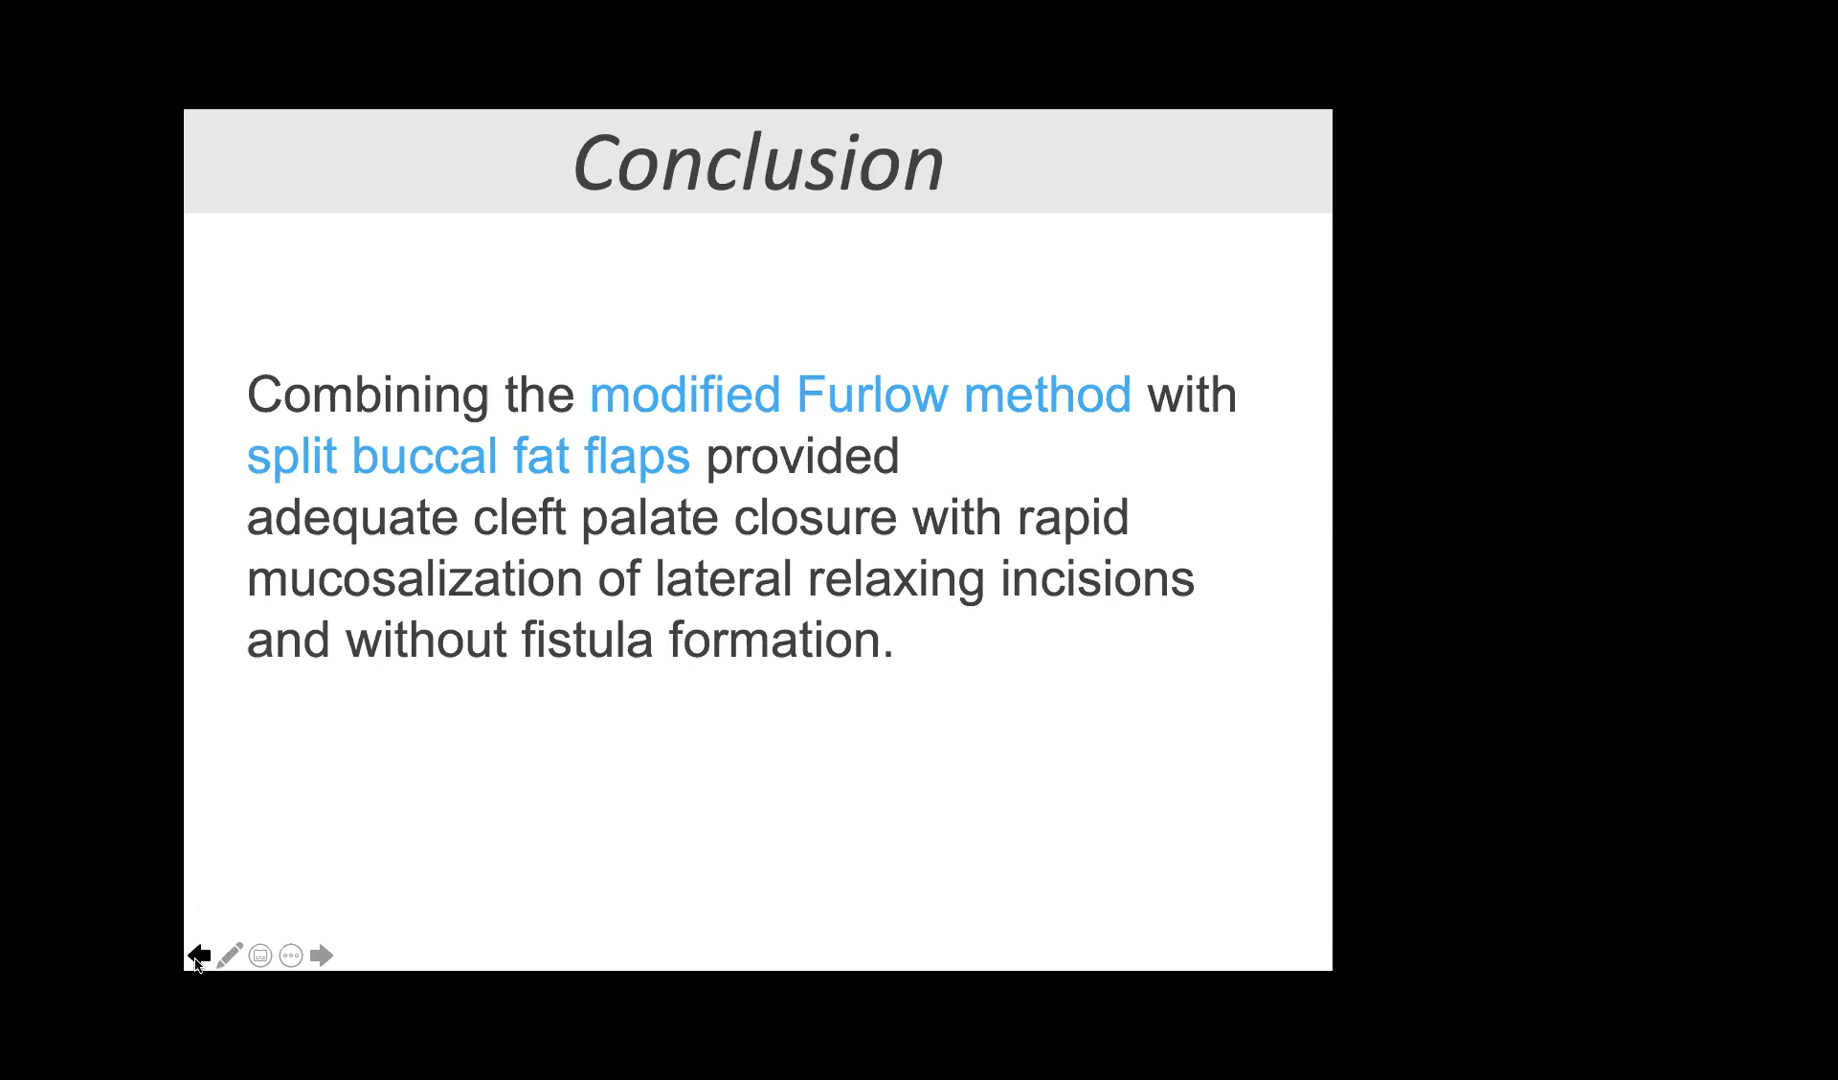 Conclusion
Combining the modified Furlow method with
split buccal fat flaps provided
adequate cleft palate closure with rapid
mucosalization of lateral relaxing incisions
and without fistula formation.